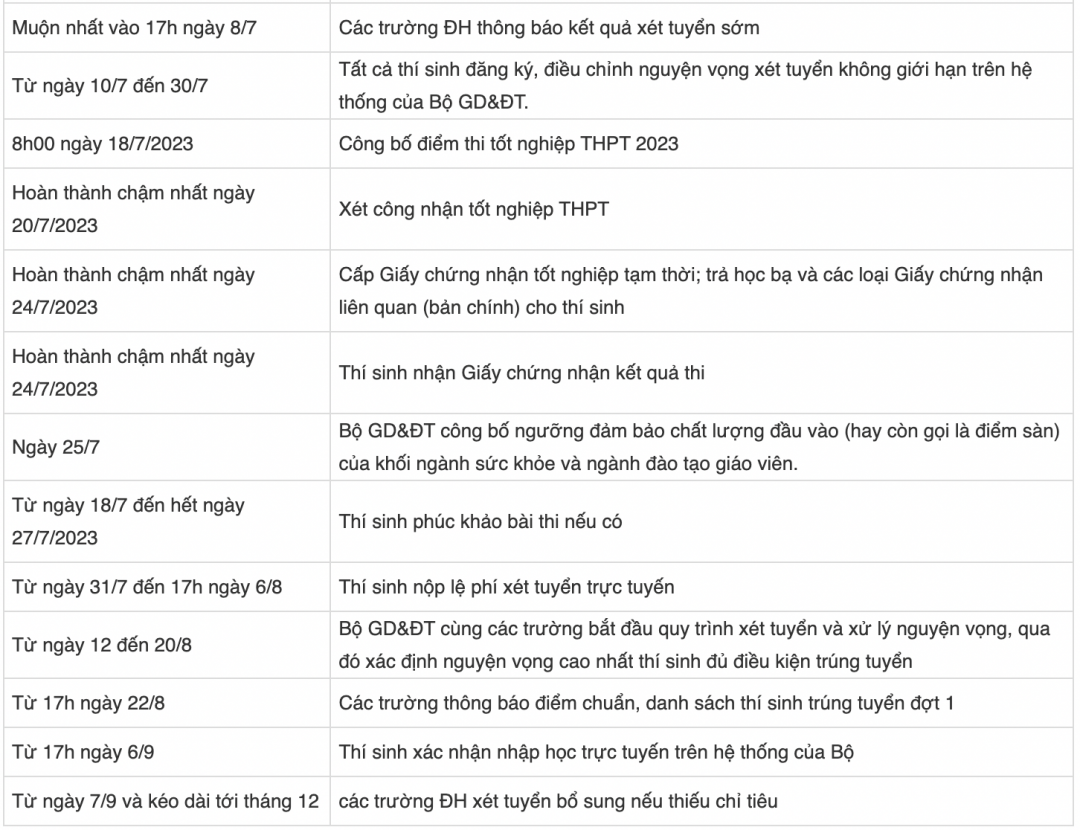 Muộn nhất vào 17h ngày 8/7
Các trường ĐH thông báo kết quả xét tuyển sớm
Từ ngày 10/7 đến 30/7
Tất cả thí sinh đăng ký, điều chỉnh nguyện vọng xét tuyển không giới hạn trên hệ
thống của Bộ GD&ĐT.
8h00 ngày 18/7/2023
Công bố điểm thi tốt nghiệp THPT 2023
Hoàn thành chậm nhất ngày
20/7/2023
Xét công nhận tốt nghiệp THPT
Hoàn thành chậm nhất ngày
24/7/2023
Cấp Giấy chứng nhận tốt nghiệp tạm thời; trả học bạ và các loại Giấy chứng nhận
liên quan (bản chính) cho thí sinh
Hoàn thành chậm nhất ngày
24/7/2023
Thí sinh nhận Giấy chứng nhận kết quả thi
Ngày 25/7
Bộ GD&ĐT công bố ngưỡng đảm bảo chất lượng đầu vào (hay còn gọi là điểm sàn)
của khối ngành sức khỏe và ngành đào tạo giáo viên.
Từ ngày 18/7 đến hết ngày
27/7/2023
Thí sinh phúc khảo bài thi nếu có
Từ ngày 31/7 đến 17h ngày 6/8
Thí sinh nộp lệ phí xét tuyển trực tuyến
Từ ngày 12 đến 20/8
Bộ GD&ĐT cùng các trường bắt đầu quy trình xét tuyển và xử lý nguyện vọng, qua
đó xác định nguyện vọng cao nhất thí sinh đủ điều kiện trúng tuyển
Từ 17h ngày 22/8
Các trường thông báo điểm chuẩn, danh sách thí sinh trúng tuyển đợt 1
Từ 17h ngày 6/9
Thí sinh xác nhận nhập học trực tuyến trên hệ thống của Bộ
Từ ngày 7/9 và kéo dài tới tháng 12
các trường ĐH xét tuyển bổ sung nếu thiếu chỉ tiêu